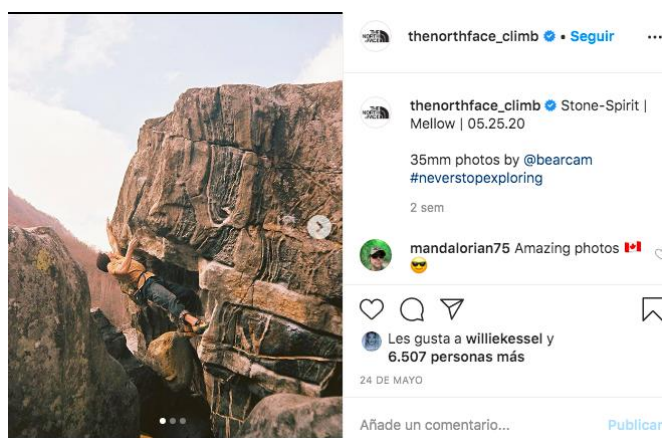 thenorthface_climb • Seguir
thenorthface_climb Stone-Spirit |
Mellow | 05.25.20
35mm photos by @bearcam
#neverstopexploring
2 sem
mandalorian75 Amazing photos 🇨🇦
😎
Les gusta a williekessel y
6.507 personas más
24 DE MAYO
Añade un comentario...
Publicar